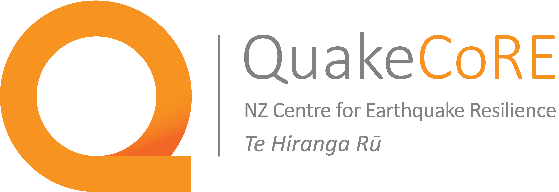 QuakeCoRE
NZ Centre for Earthquake Resilience
Te Hiranga Rū